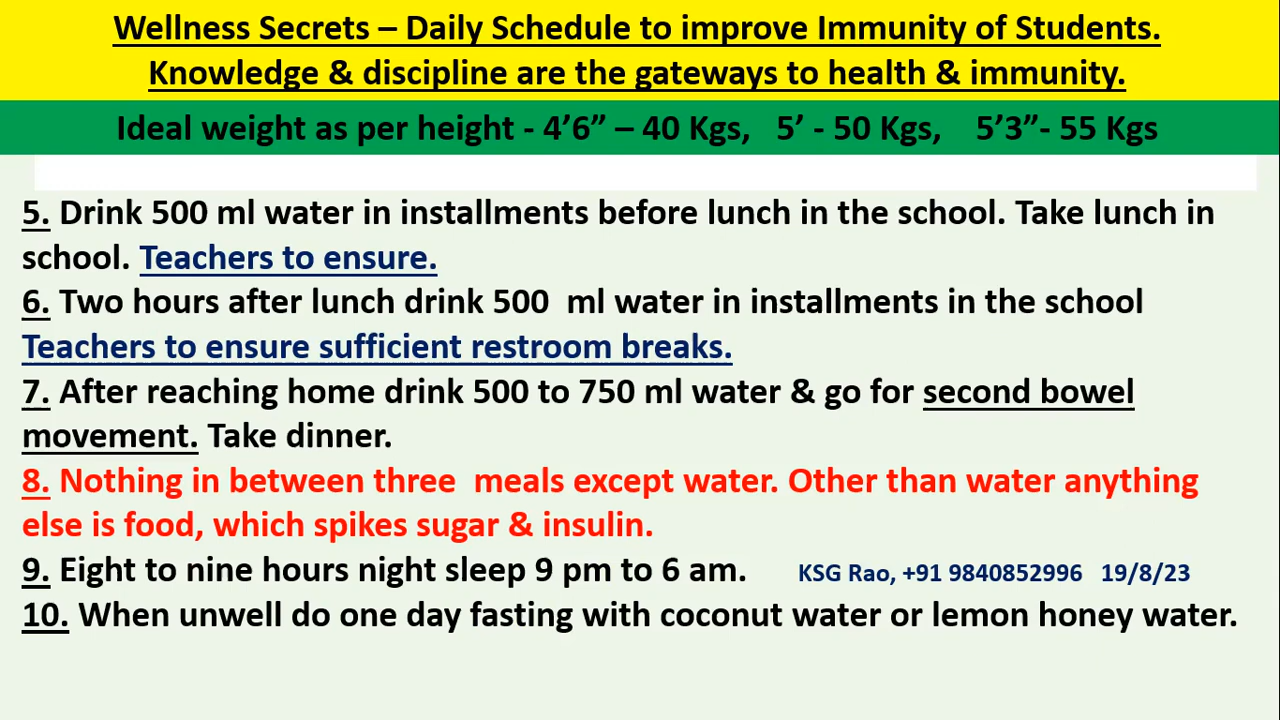 Wellness Secrets – Daily Schedule to improve Immunity of Students.
Knowledge & discipline are the gateways to health & immunity.
Ideal weight as per height - 4’6” – 40 Kgs, 5’ - 50 Kgs, 5’3”- 55 Kgs
5. Drink 500 ml water in installments before lunch in the school. Take lunch in
school. Teachers to ensure.
6. Two hours after lunch drink 500 ml water in installments in the school
Teachers to ensure sufficient restroom breaks.
7. After reaching home drink 500 to 750 ml water & go for second bowel
movement. Take dinner.
8. Nothing in between three meals except water. Other than water anything
else is food, which spikes sugar & insulin.
9. Eight to nine hours night sleep 9 pm to 6 am. KSG Rao, +91 9840852996 19/8/23
10. When unwell do one day fasting with coconut water or lemon honey water.